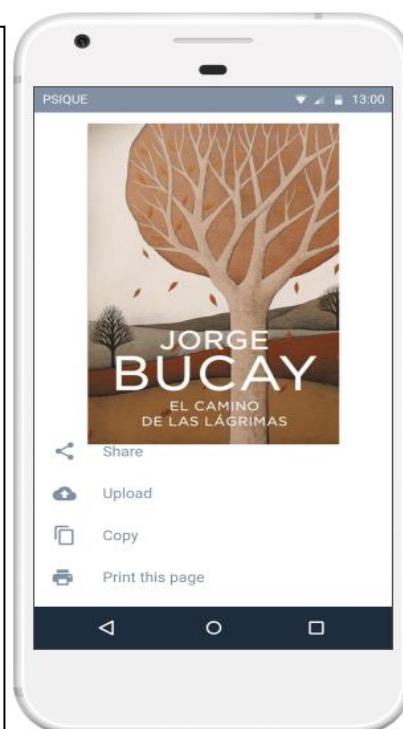 PSIQUE 13:00
JORGE
BUCAY
EL CAMINO
DE LAS LÁGRIMAS
Share
Upload
Copy
Print this page